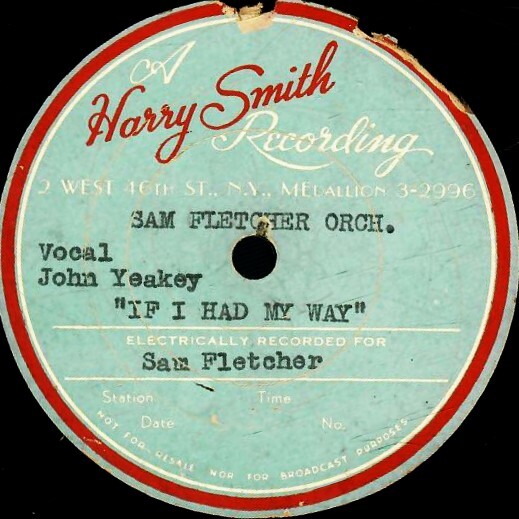 A
Harry Smith
Recording
2 WEST 46TH ST., N.Y., MEDALLION 3-2996
SAM FLETCHER ORCH.
Vocal
John Yeakey
"IF I HAD MY WAY"
ELECTRICALLY RECORDED FOR
Sam Fletcher
Station Time
Date No.
NOT FOR RESALE NOR FOR BROADCAST PURPOSES